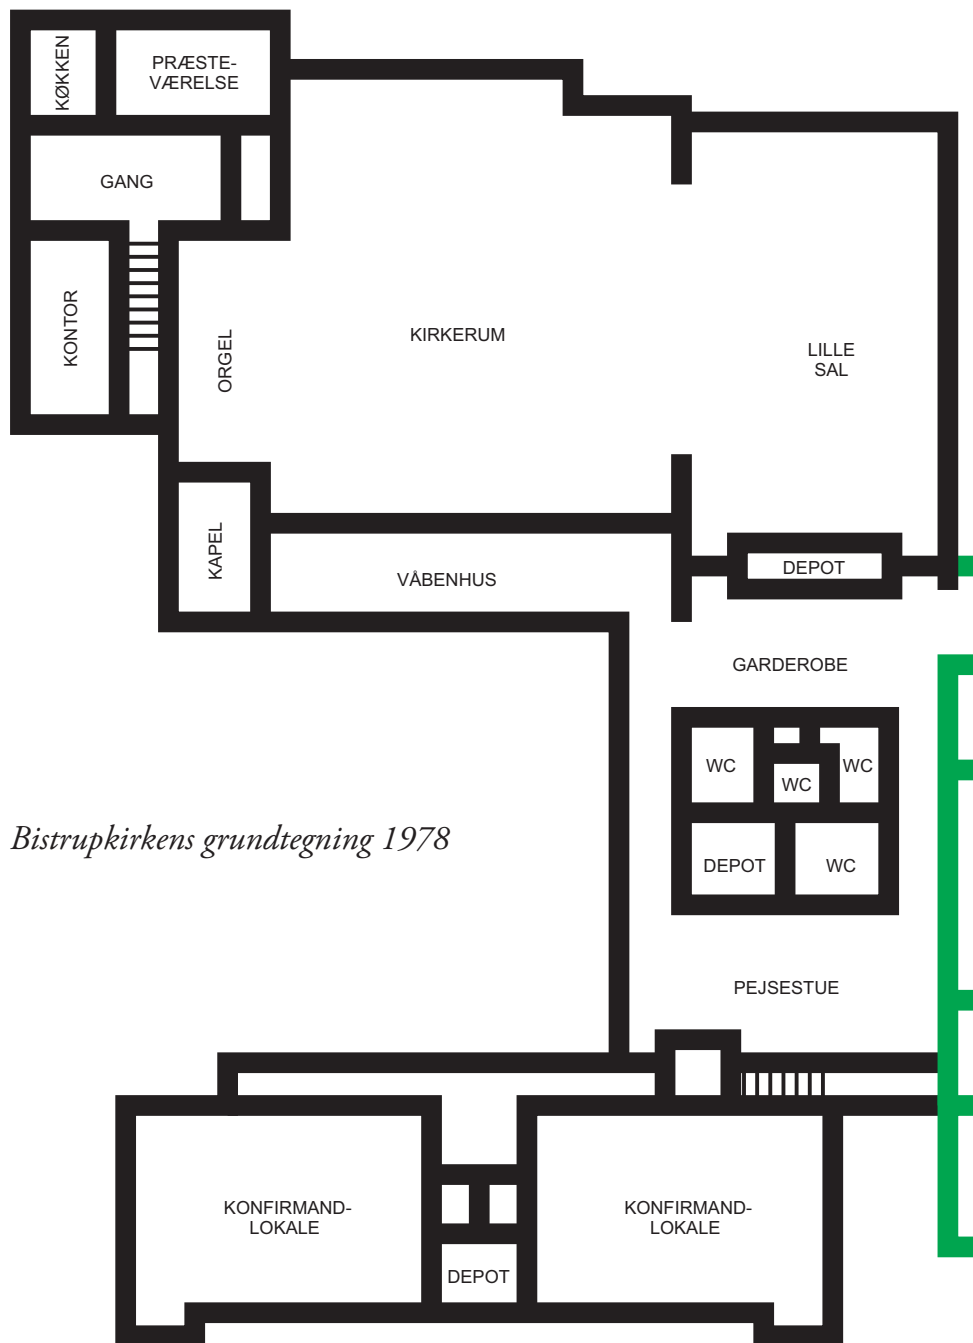 KØKKEN
PRÆSTE-
VÆRELSE
GANG
KONTOR
ORGEL
KIRKERUM
LILLE
SAL
KAPEL
VÅBENHUS
DEPOT
GARDEROBE
WC
WC
WC
Bistrupkirkens grundtegning 1978
DEPOT
WC
PEJSESTUE
KONFIRMAND-
LOKALE
KONFIRMAND-
LOKALE
DEPOT